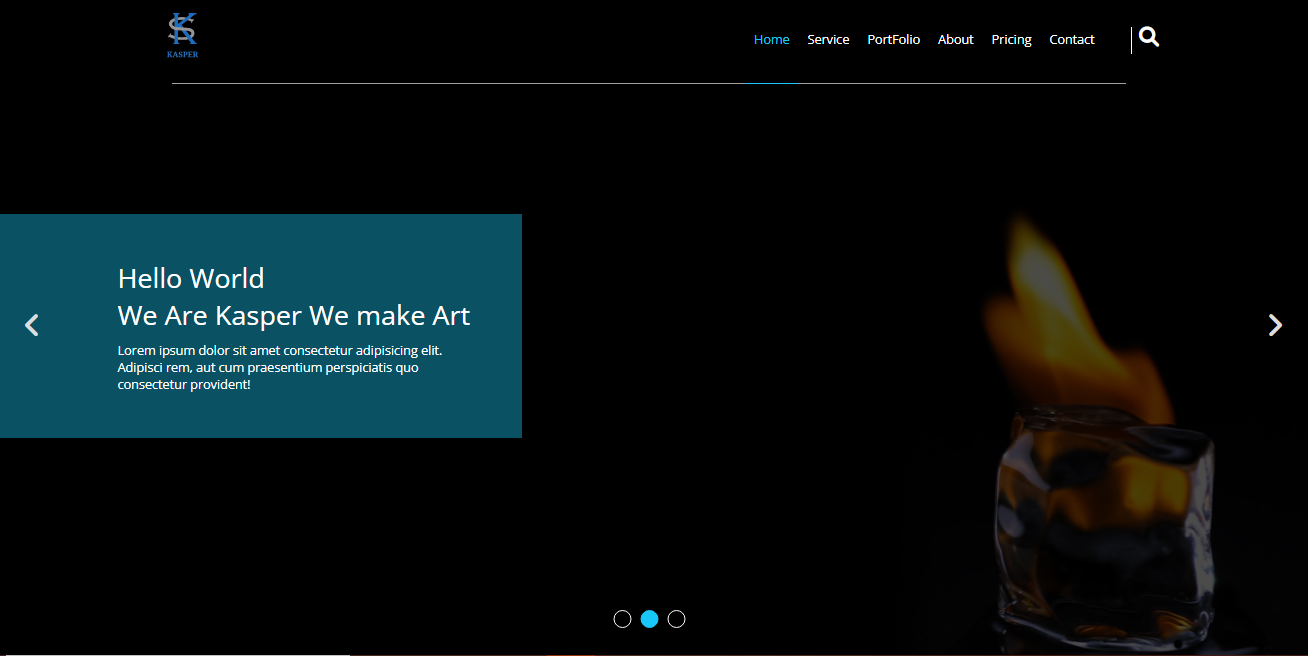 KASPER
Home Service PortFolio About Pricing Contact
Hello World
We Are Kasper We make Art
Lorem ipsum dolor sit amet consectetur adipisicing elit.
Adipisci rem, aut cum praesentium perspiciatis quo
consectetur provident!